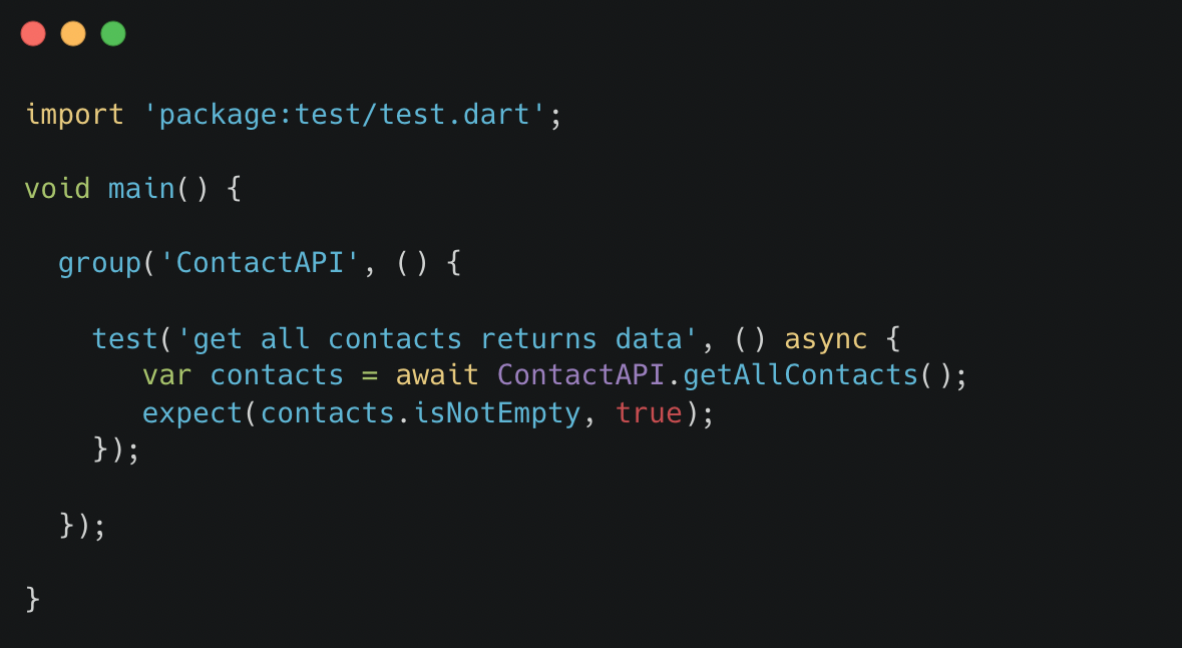 import 'package:test/test.dart';
void main() {
group('ContactAPI', () {
test('get all contacts returns data', () async {
var contacts = await ContactAPI.getAllContacts();
expect(contacts.isNotEmpty, true);
});
});
}